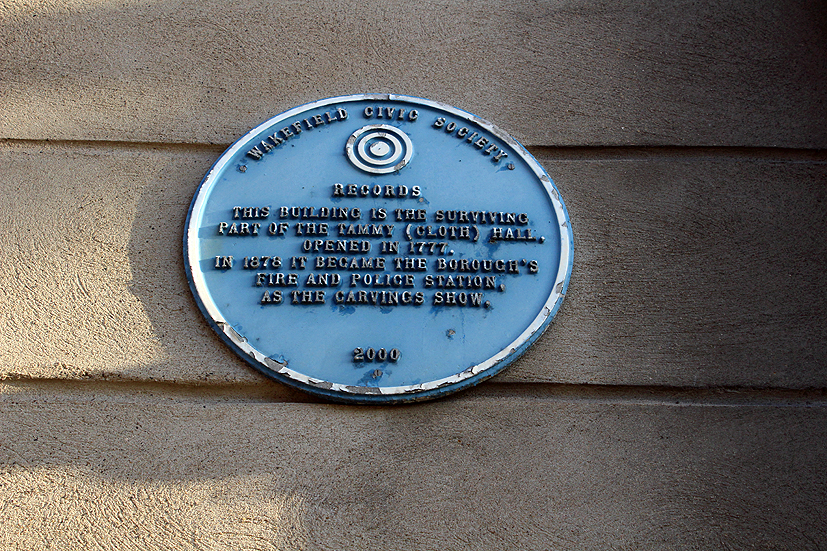 WAKEFIELD CIVIC SOCIETY
RECORDS
THIS BUILDING IS THE SURVIVING
PART OF THE TAMMY (CLOTH) HALL.
OPENED IN 1777.
IN 1878 IT BECAME THE BOROUGH'S
FIRE AND POLICE STATION,
AS THE CARVINGS SHOW.
2000